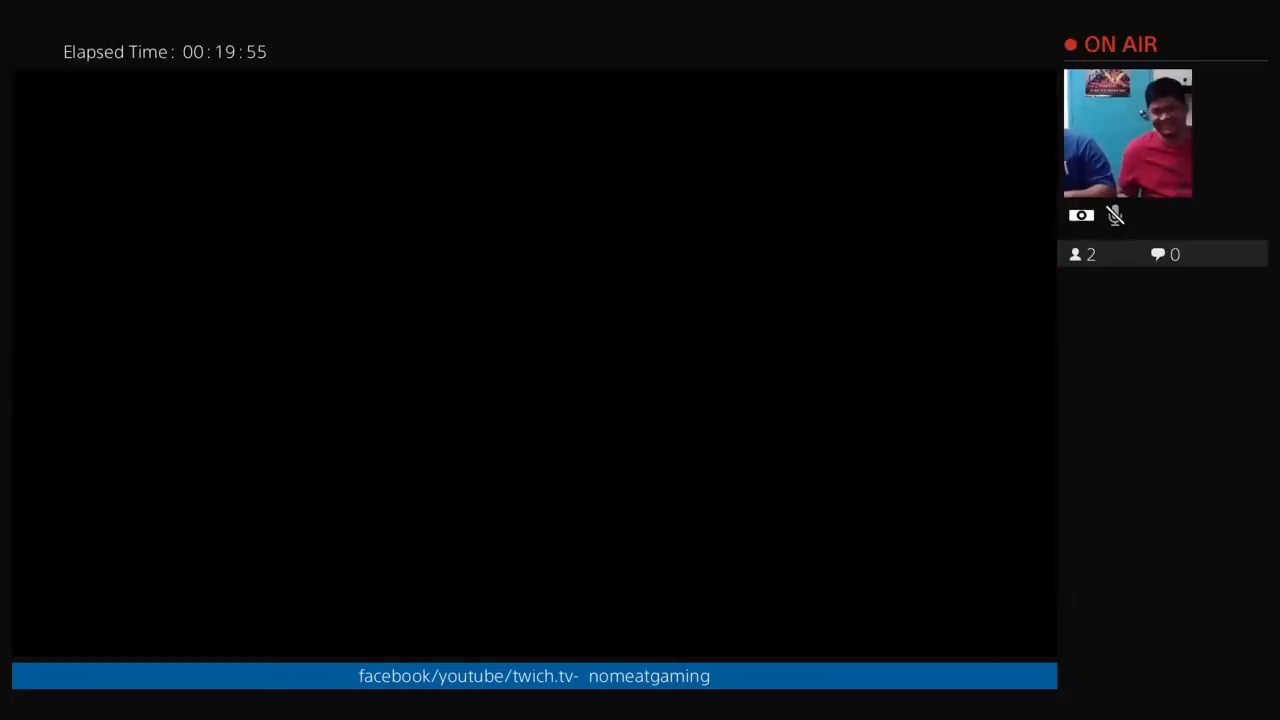 Elapsed Time: 00:19:55
ON AIR
2
0
facebook/youtube/twich.tv- nomeatgaming